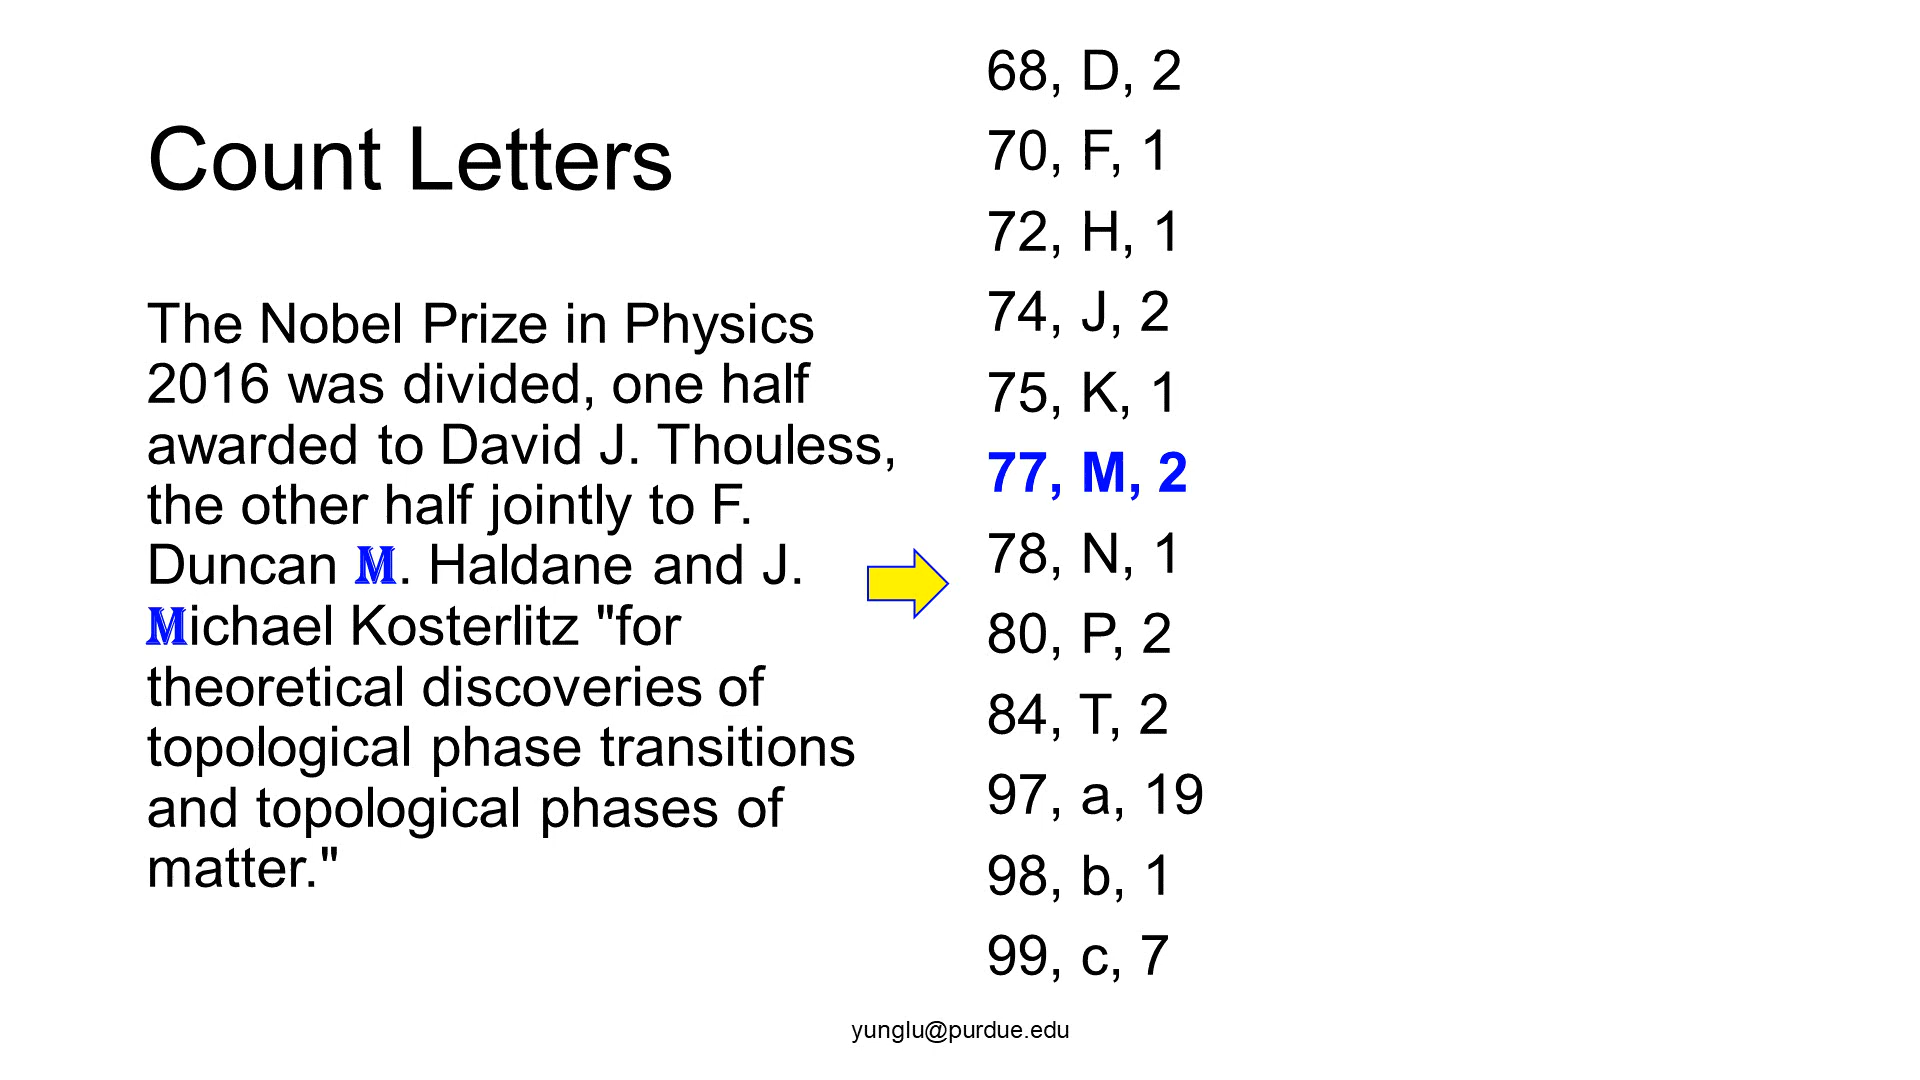 Count Letters
The Nobel Prize in Physics
2016 was divided, one half
awarded to David J. Thouless,
the other half jointly to F.
Duncan M. Haldane and J.
Michael Kosterlitz "for
theoretical discoveries of
topological phase transitions
and topological phases of
matter."
68, D, 2
70, F, 1
72, H, 1
74, J, 2
75, K, 1
77, M, 2
78, N, 1
80, P, 2
84, T, 2
97, a, 19
98, b, 1
99, c, 7
yunglu@purdue.edu